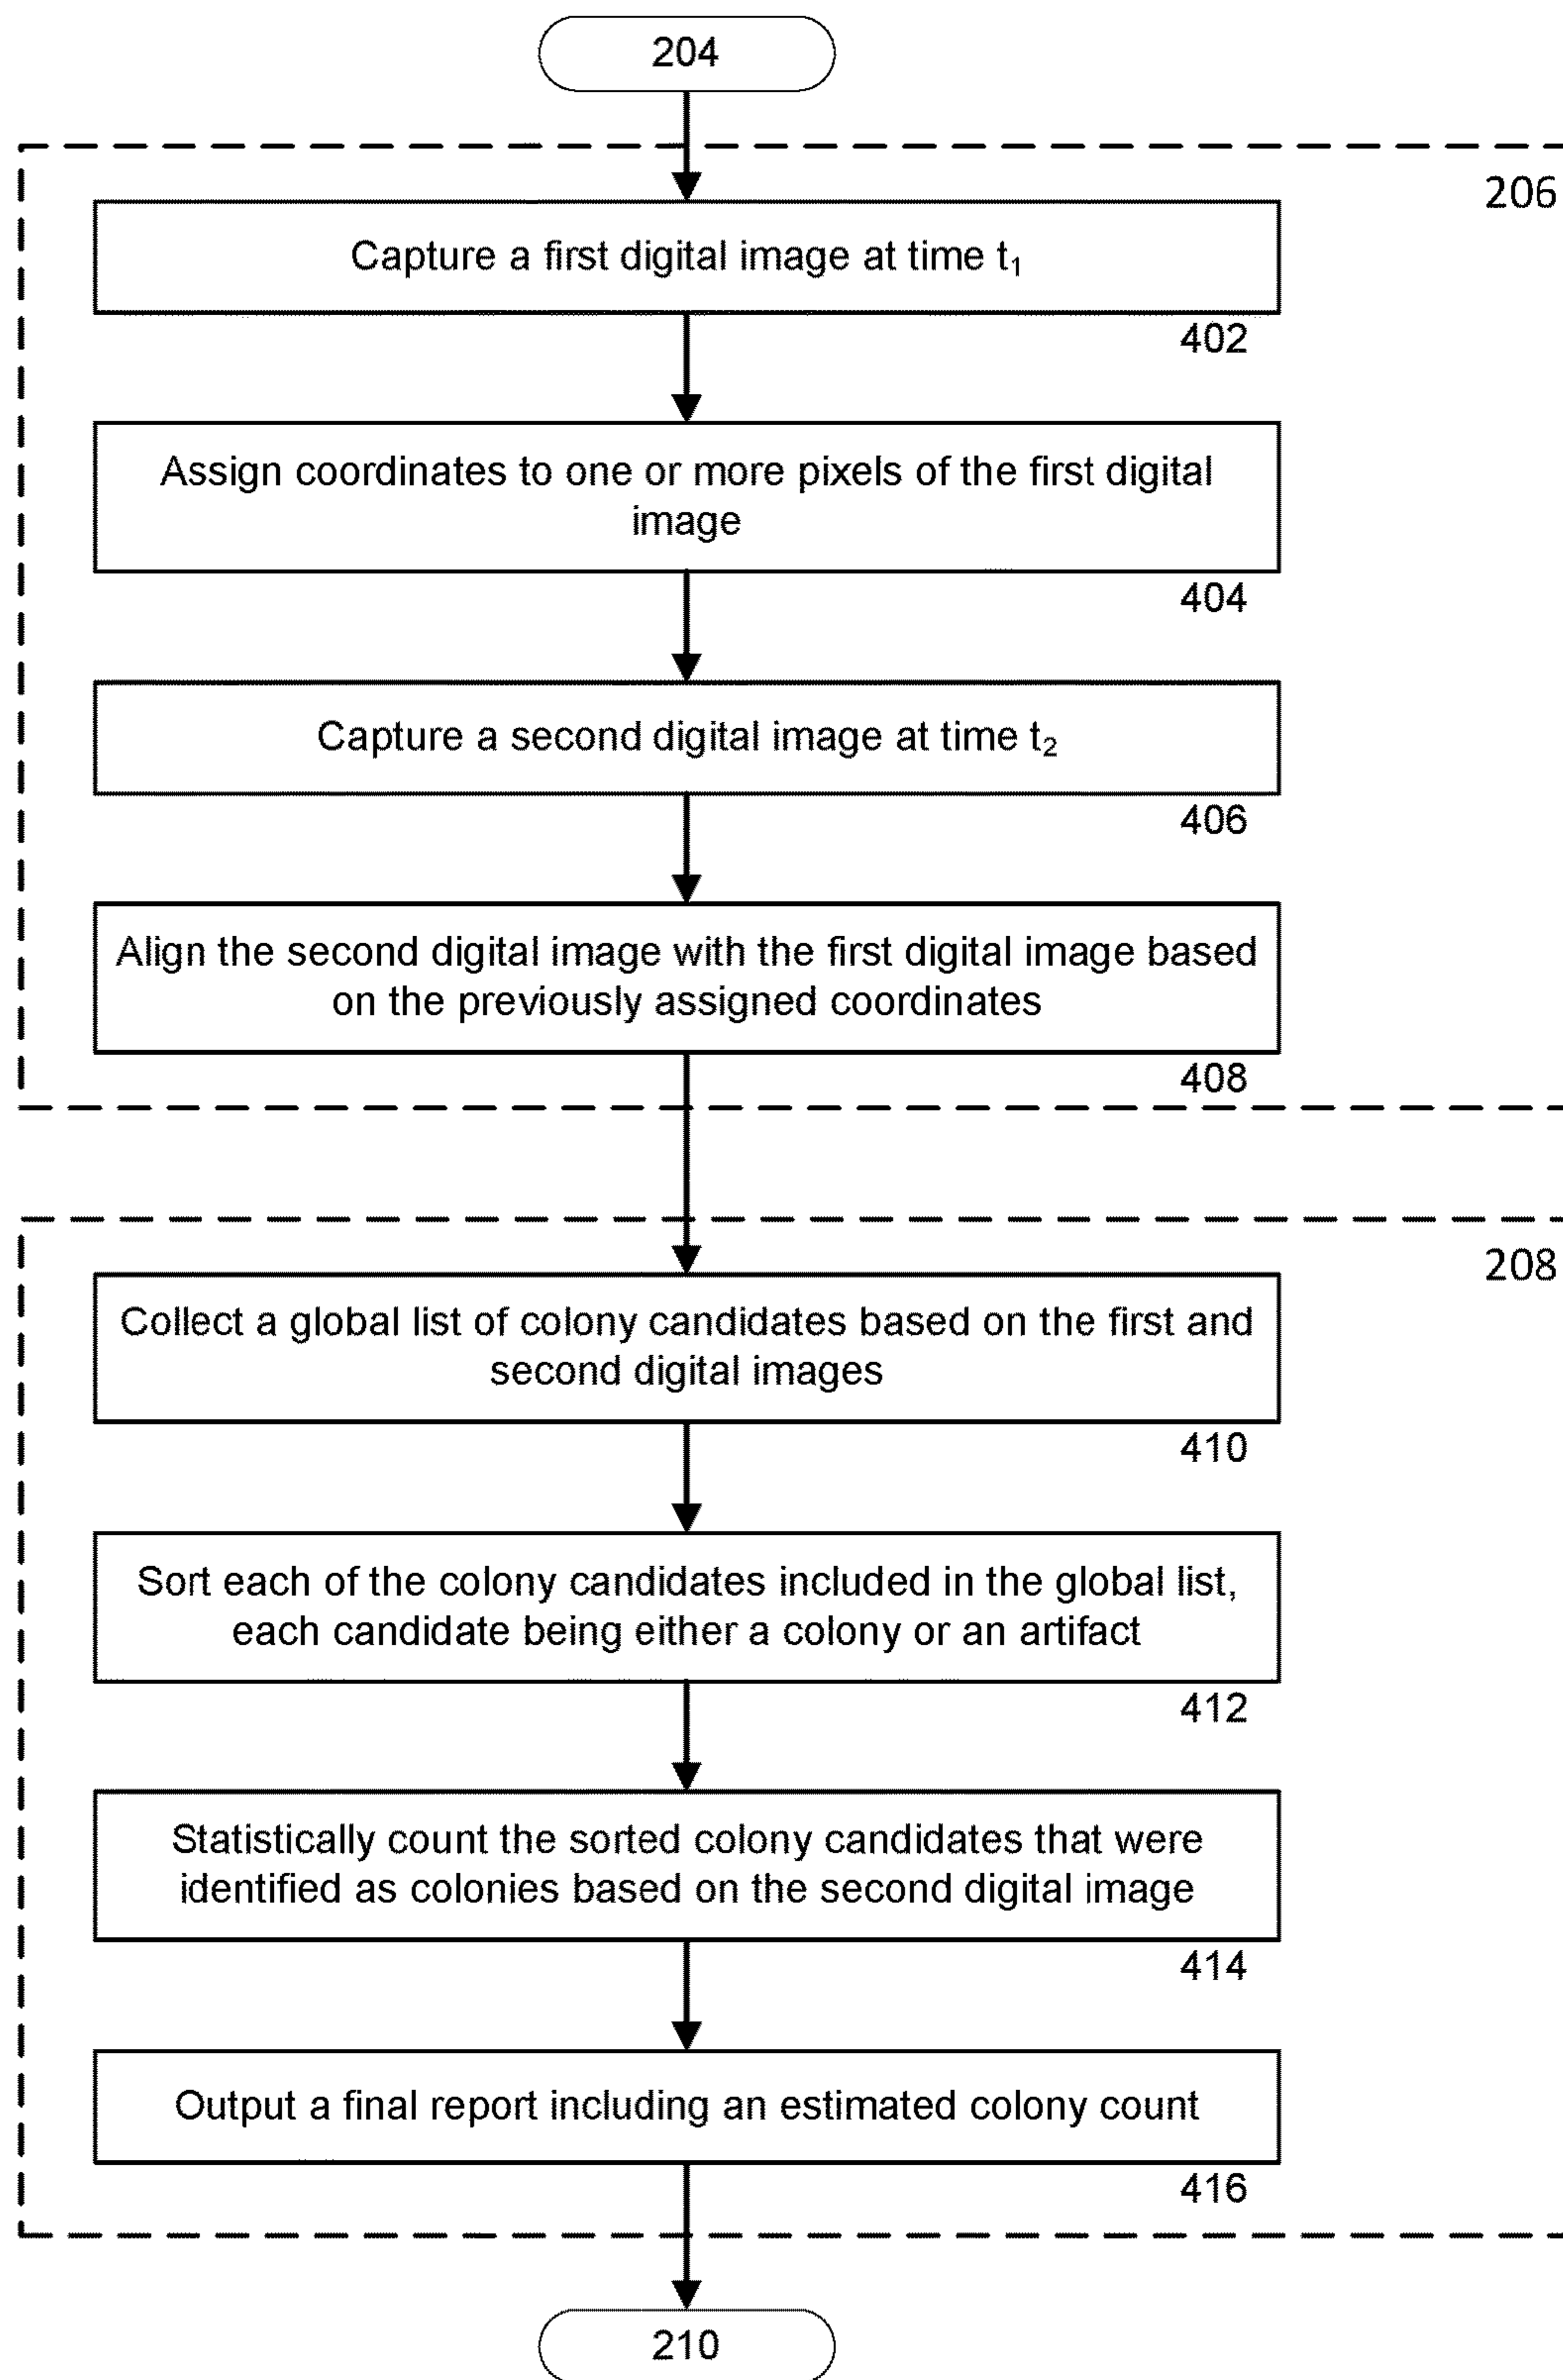 204
206
Capture a first digital image at time t₁
402
Assign coordinates to one or more pixels of the first digital
image
404
Capture a second digital image at time t₂
406
Align the second digital image with the first digital image based
on the previously assigned coordinates
408
208
Collect a global list of colony candidates based on the first and
second digital images
410
Sort each of the colony candidates included in the global list,
each candidate being either a colony or an artifact
412
Statistically count the sorted colony candidates that were
identified as colonies based on the second digital image
414
Output a final report including an estimated colony count
416
210